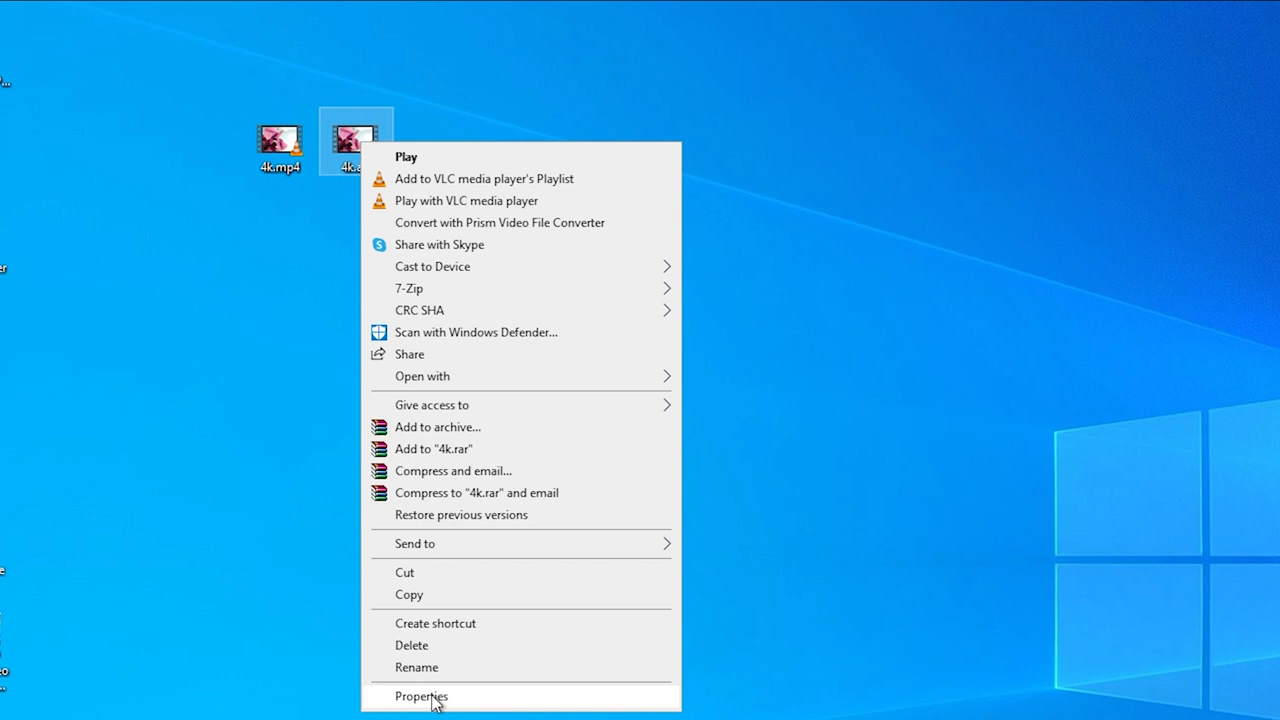 4k.mp4
Play
Add to VLC media player's Playlist
Play with VLC media player
Convert with Prism Video File Converter
Share with Skype
Cast to Device
7-Zip
CRC SHA
Scan with Windows Defender...
Share
Open with
Give access to
Add to archive...
Add to "4k.rar"
Compress and email...
Compress to "4k.rar" and email
Restore previous versions
Send to
Cut
Copy
Create shortcut
Delete
Rename
Properties